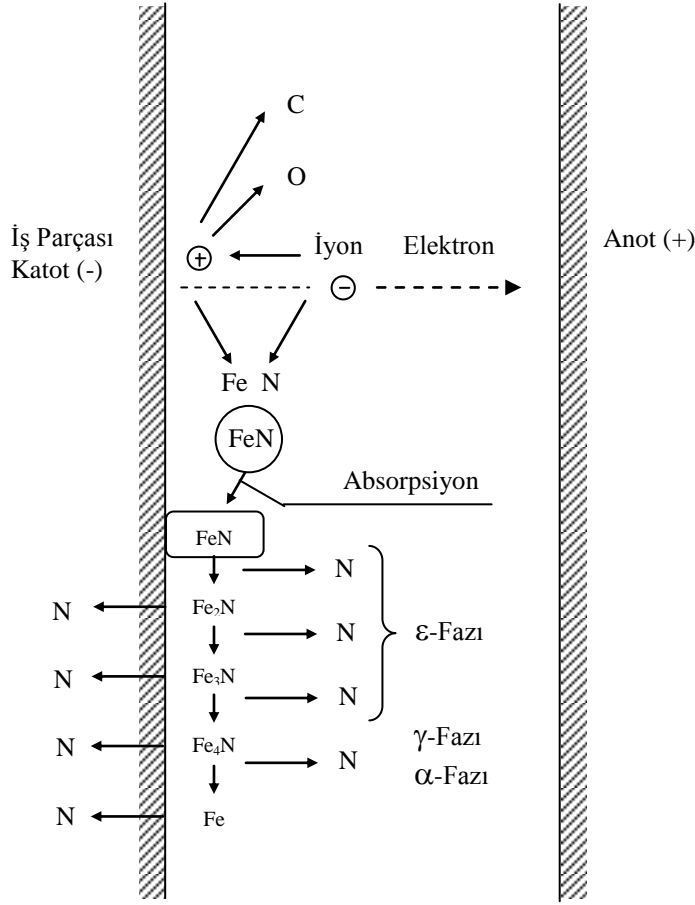 C
O
İş Parçası
Katot (-)
+
İyon
Elektron
Anot (+)
−
Fe N
FeN
Absorpsiyon
FeN
N
N
Fe₂N
N
ε-Fazı
N
Fe₃N
N
N
Fe₄N
N
γ-Fazı
α-Fazı
N
Fe